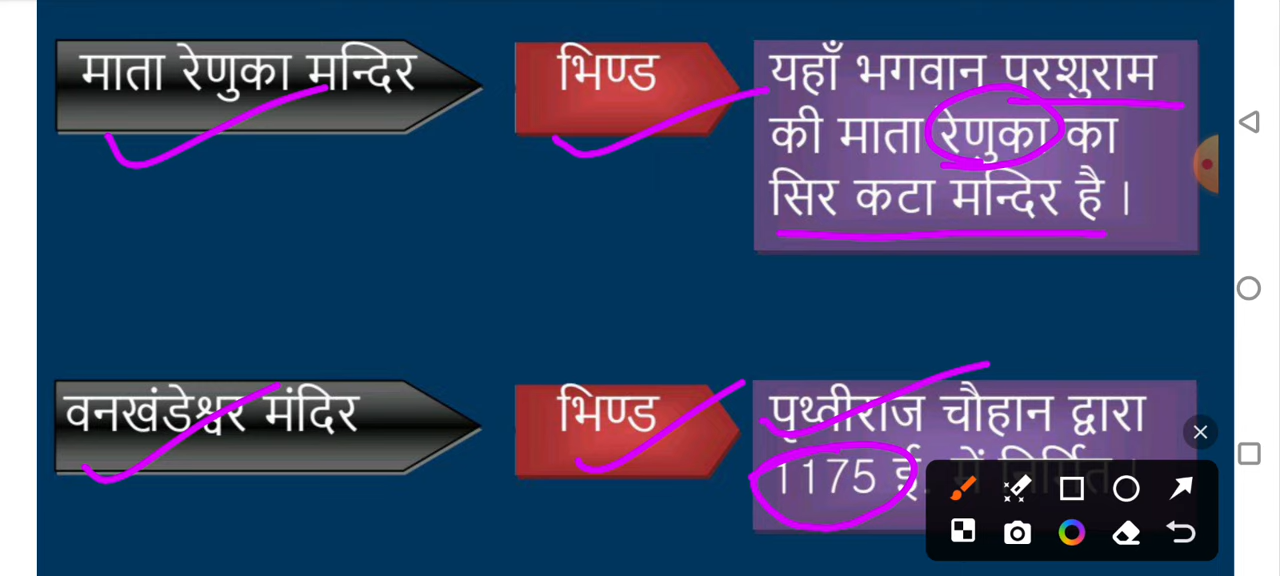 माता रेणुका मन्दिर
भिण्ड
यहाँ भगवान परशुराम
की माता रेणुका का
सिर कटा मन्दिर है ।
वनखंडेश्वर मंदिर
भिण्ड
पृथ्वीराज चौहान द्वारा
1175 ई. में निर्मित ।